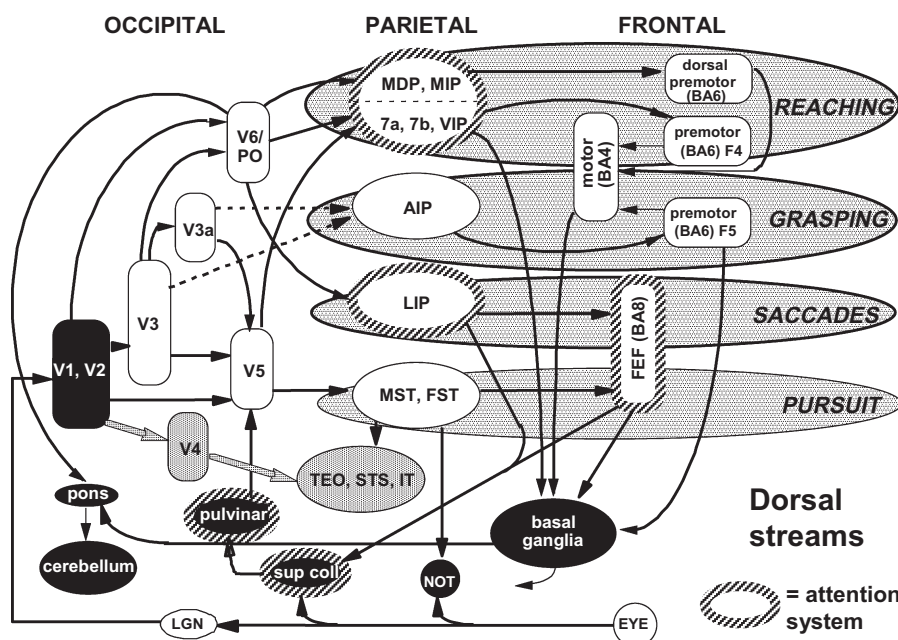 OCCIPITAL PARIETAL FRONTAL
MDP, MIP
7a, 7b, VIP
dorsal
premotor
(BA6)
REACHING
V6/
PO
premotor
(BA6) F4
motor
(BA4)
V3a
AIP
premotor
(BA6) F5
GRASPING
V3
LIP
FEF (BA8)
SACCADES
V1, V2
V5
MST, FST
PURSUIT
V4
TEO, STS, IT
pons
pulvinar
basal
ganglia
Dorsal
streams
cerebellum
sup coll
NOT
= attention
system
LGN
EYE